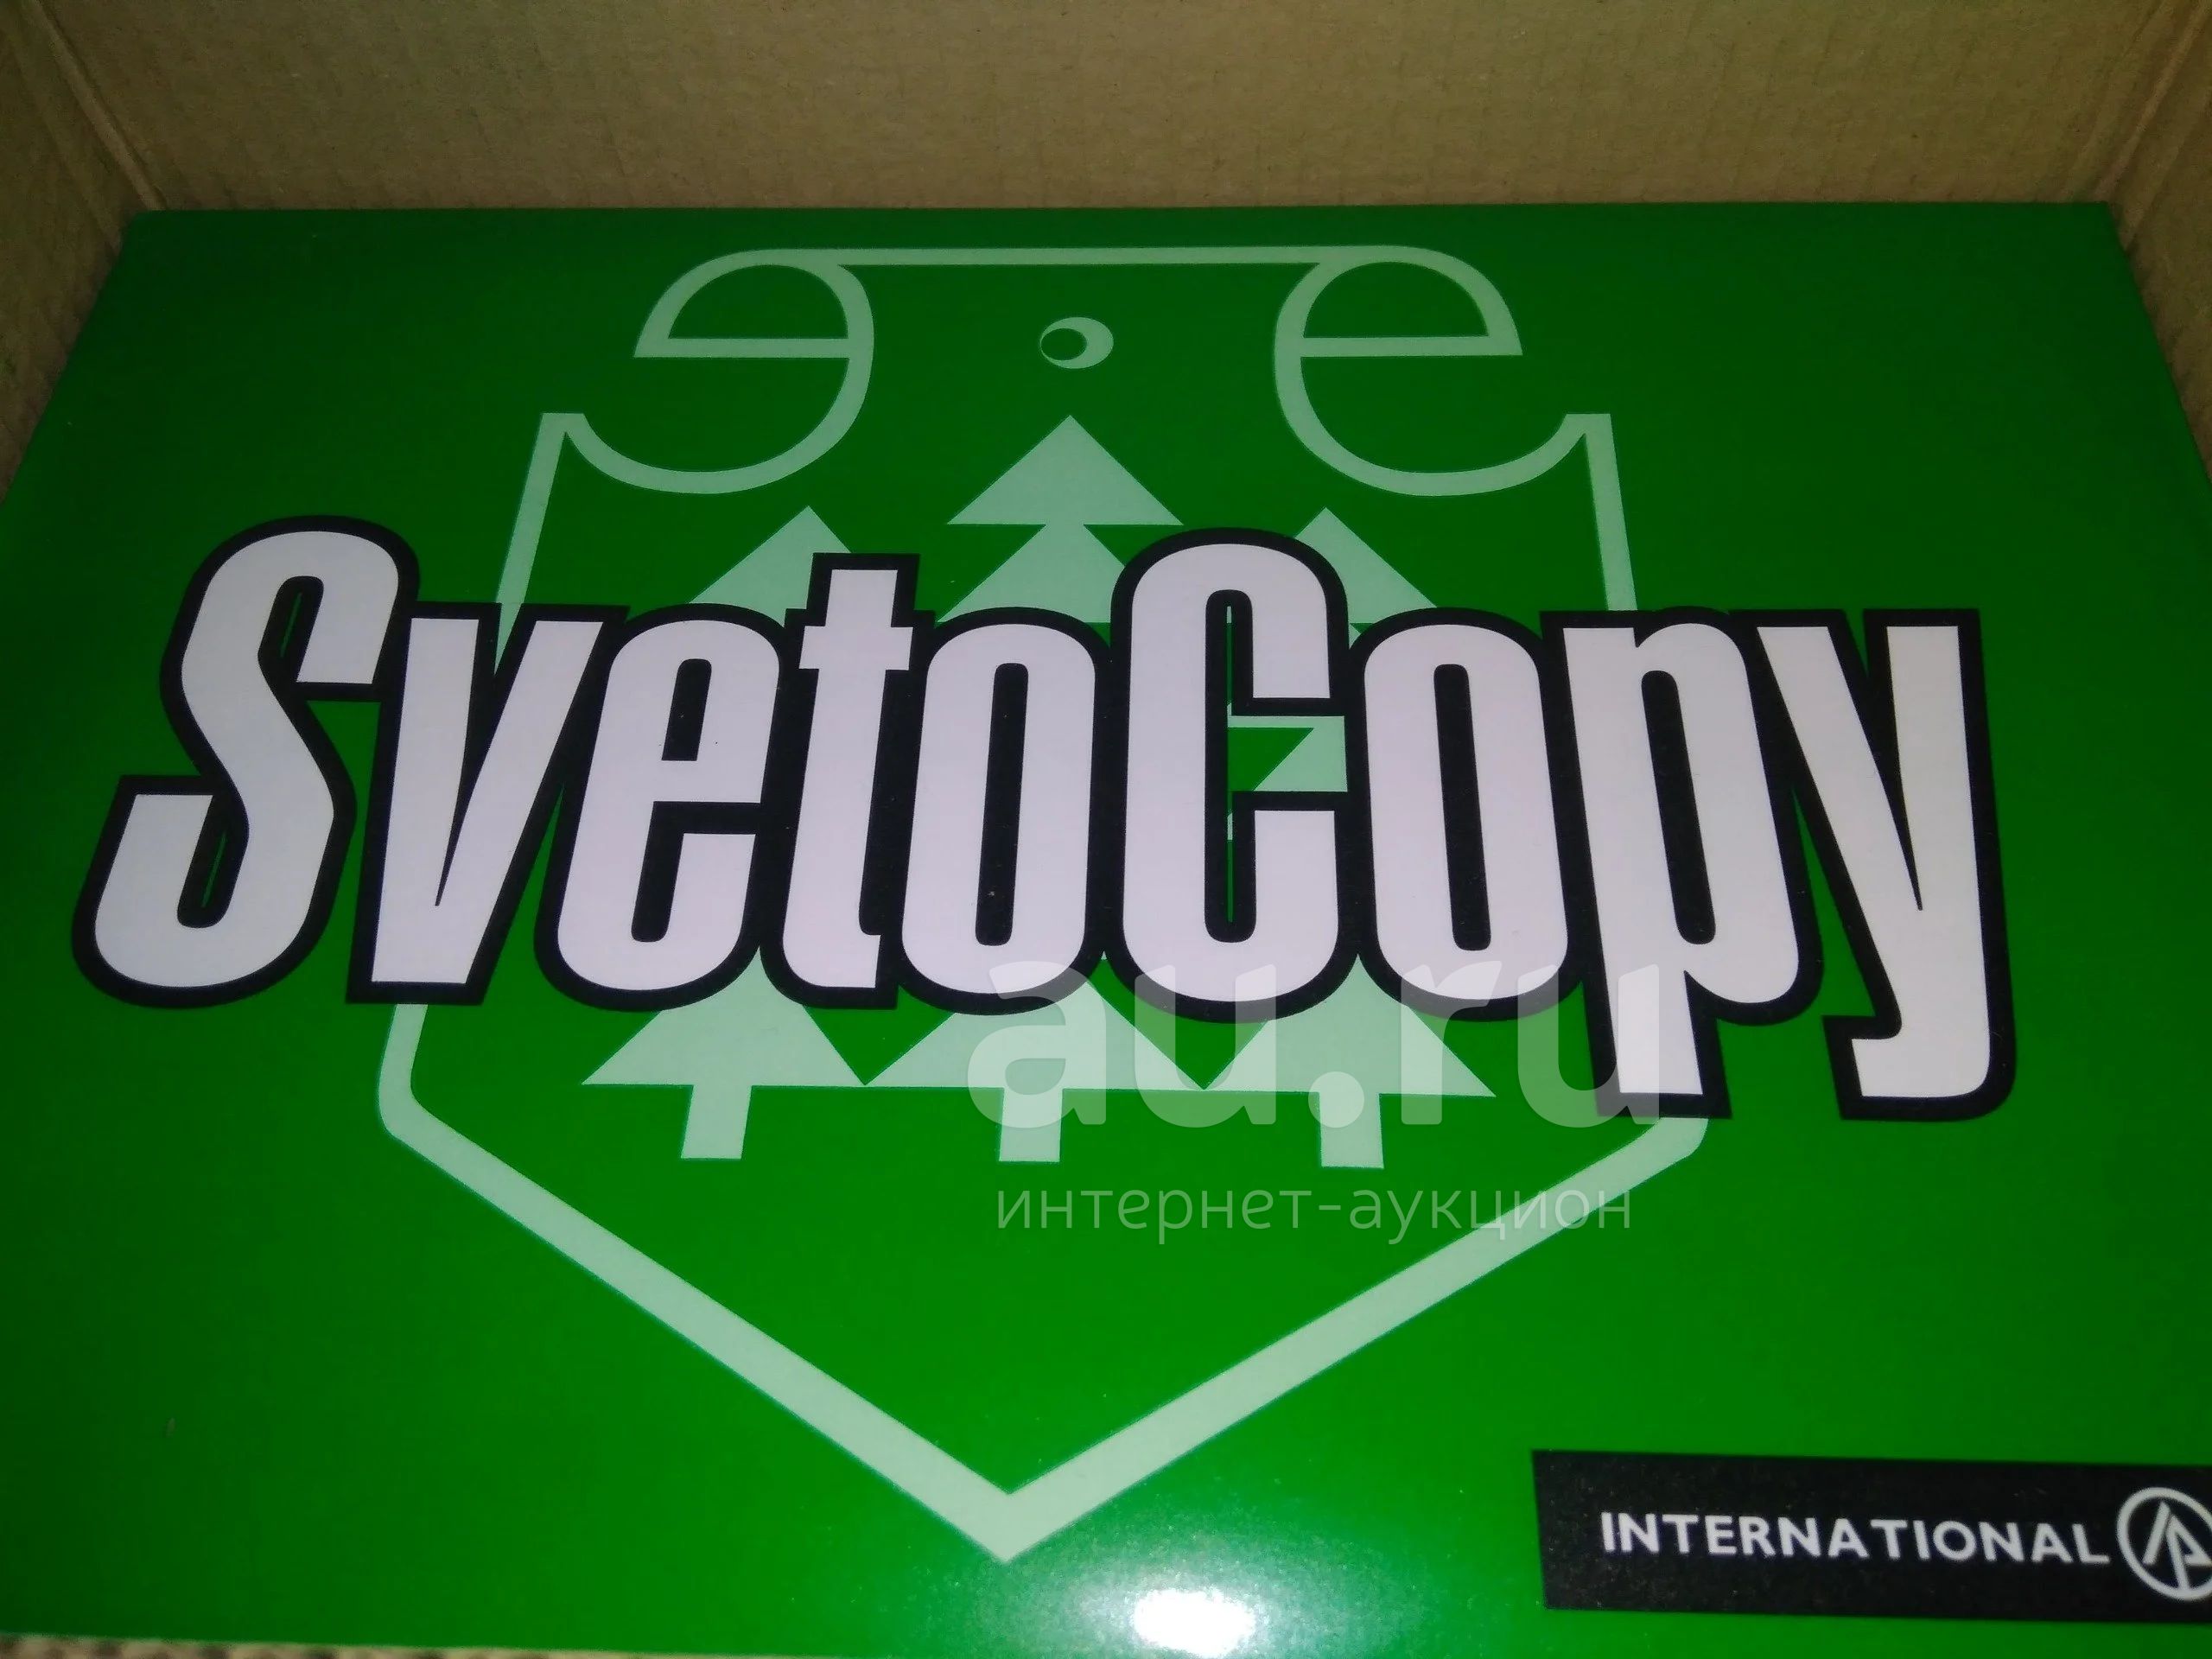 SvetoCopy
au.ru
интернет-аукцион
INTERNATIONAL